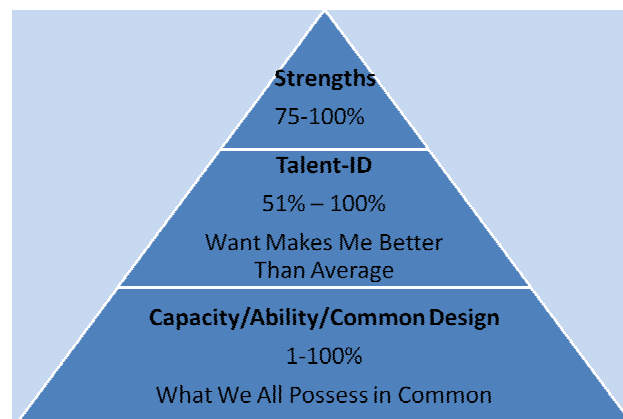 Strengths
75-100%
Talent-ID
51% – 100%
Want Makes Me Better
Than Average
Capacity/Ability/Common Design
1-100%
What We All Possess in Common